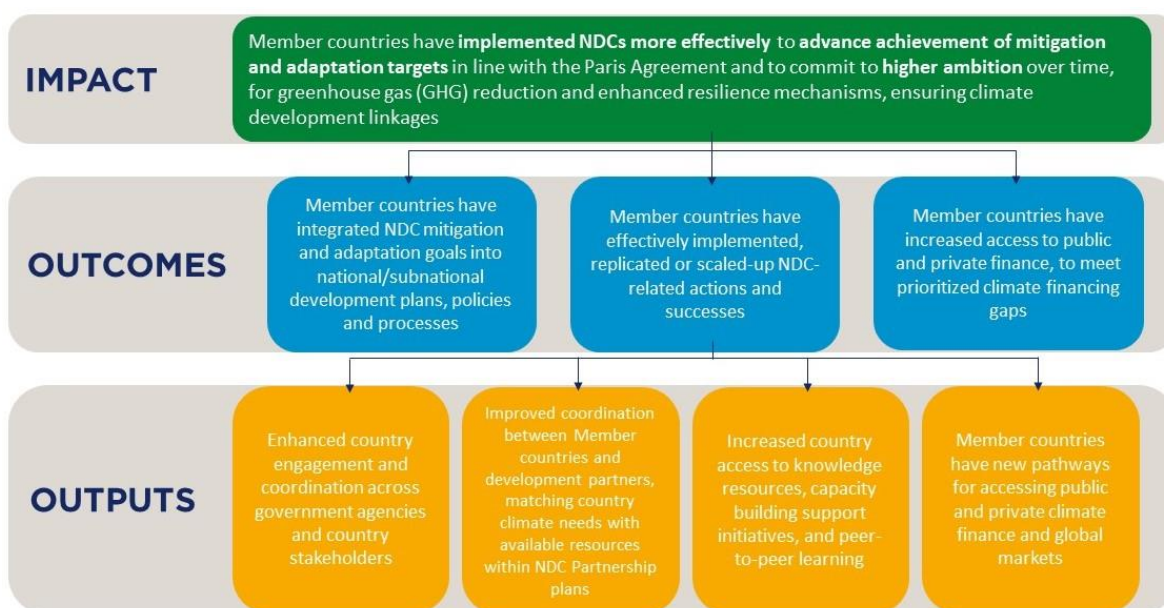 IMPACT
Member countries have implemented NDCs more effectively to advance achievement of mitigation
and adaptation targets in line with the Paris Agreement and to commit to higher ambition over time,
for greenhouse gas (GHG) reduction and enhanced resilience mechanisms, ensuring climate
development linkages
OUTCOMES
Member countries have
integrated NDC mitigation
and adaptation goals into
national/subnational
development plans, policies
and processes
Member countries have
effectively implemented,
replicated or scaled-up NDC-
related actions and
successes
Member countries have
increased access to public
and private finance, to meet
prioritized climate financing
gaps
OUTPUTS
Enhanced country
engagement and
coordination across
government agencies
and country
stakeholders
Improved coordination
between Member
countries and
development partners,
matching country
climate needs with
available resources
within NDC Partnership
plans
Increased country
access to knowledge
resources, capacity
building support
initiatives, and peer-
to-peer learning
Member countries
have new pathways
for accessing public
and private climate
finance and global
markets